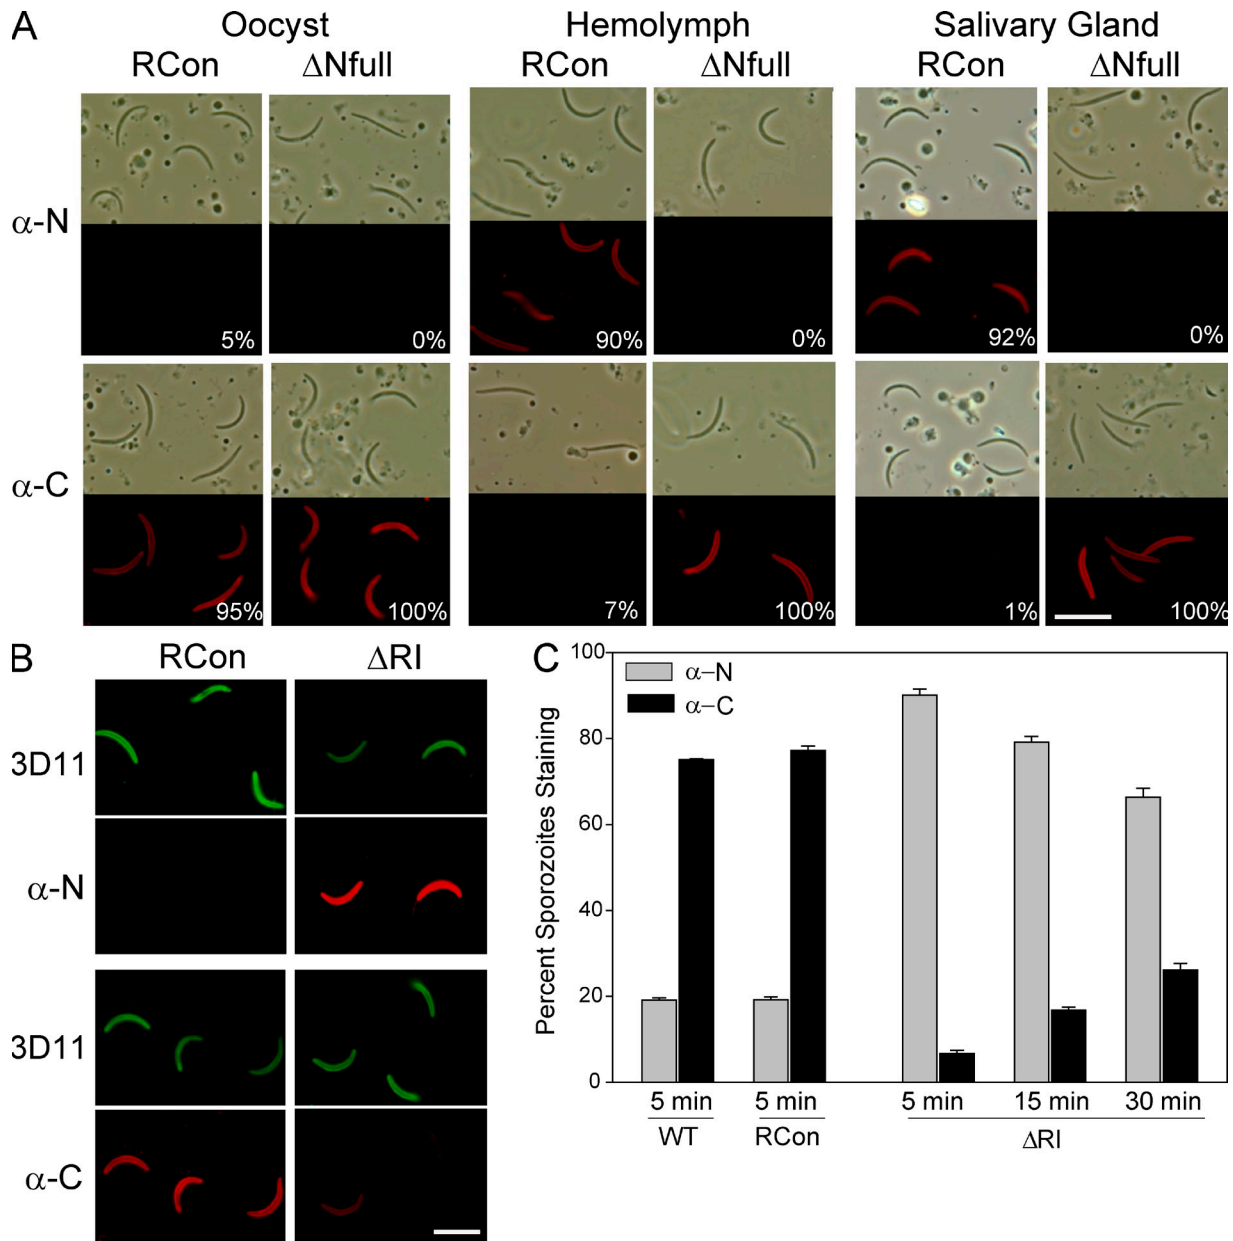 A
Oocyst Hemolymph Salivary Gland
RCon ΔNfull RCon ΔNfull RCon ΔNfull
α-N
5% 0% 90% 0% 92% 0%
α-C
95% 100% 7% 100% 1% 100%
B
RCon ΔRI
3D11
α-N
3D11
α-C
C
α−N
α−C
Percent Sporozoites Staining
100
80
60
40
20
0
5 min 5 min 5 min 15 min 30 min
WT RCon ΔRI